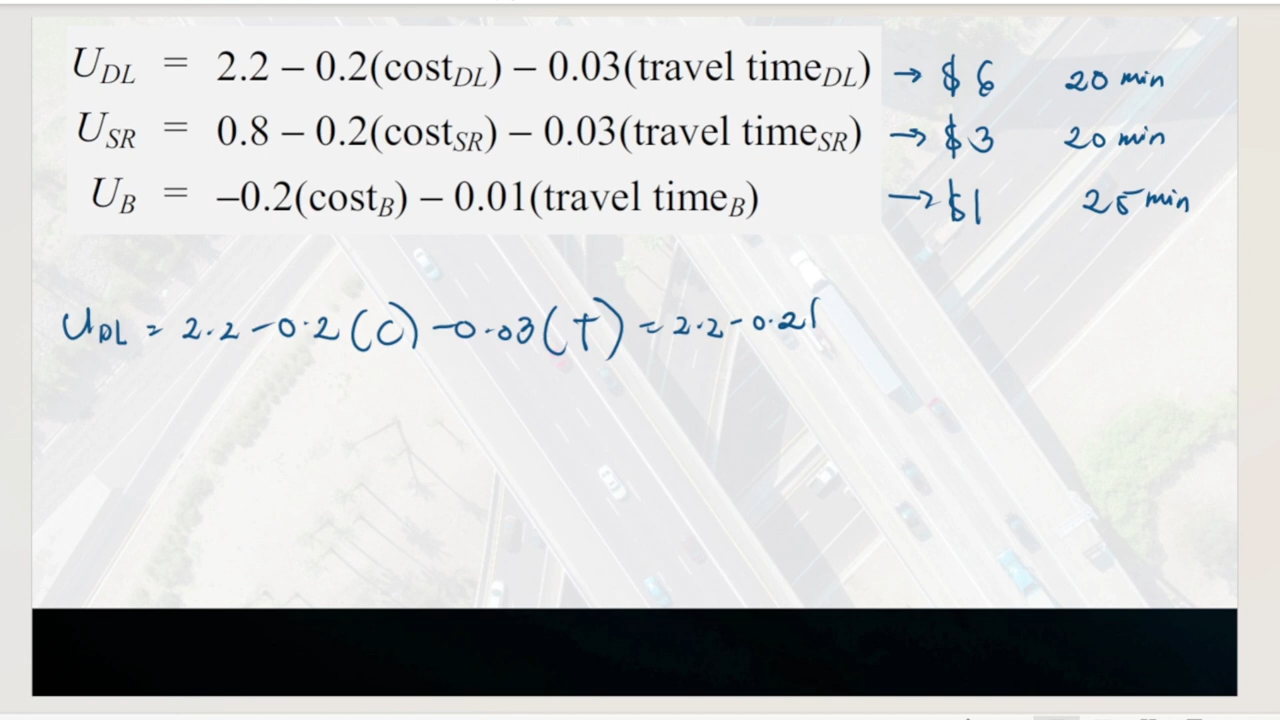 U_DL = 2.2 – 0.2(cost_DL) – 0.03(travel time_DL) → $6 20 min
U_SR = 0.8 – 0.2(cost_SR) – 0.03(travel time_SR) → $3 20 min
U_B = –0.2(cost_B) – 0.01(travel time_B) → $1 25 min
U_DL = 2.2 - 0.2 (C) - 0.03 (T) = 2.2 - 0.2(